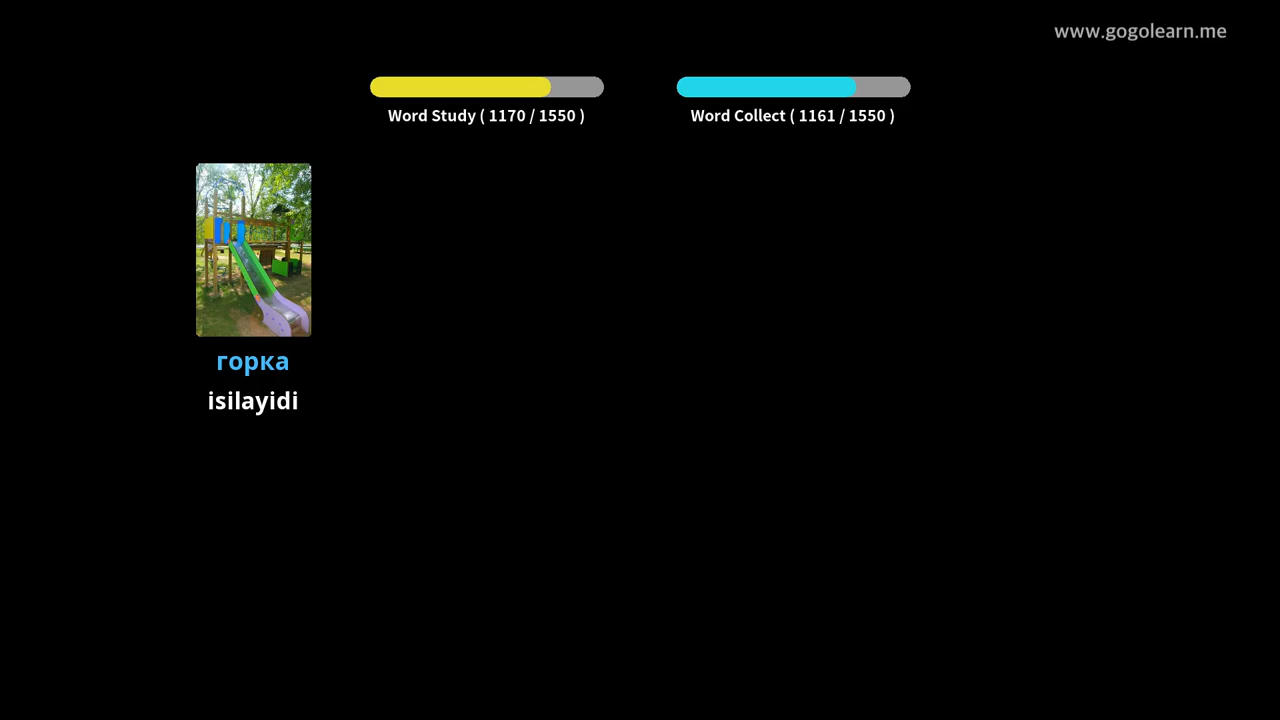 www.gogolearn.me
Word Study ( 1170 / 1550 )
Word Collect ( 1161 / 1550 )
горка
isilayidi